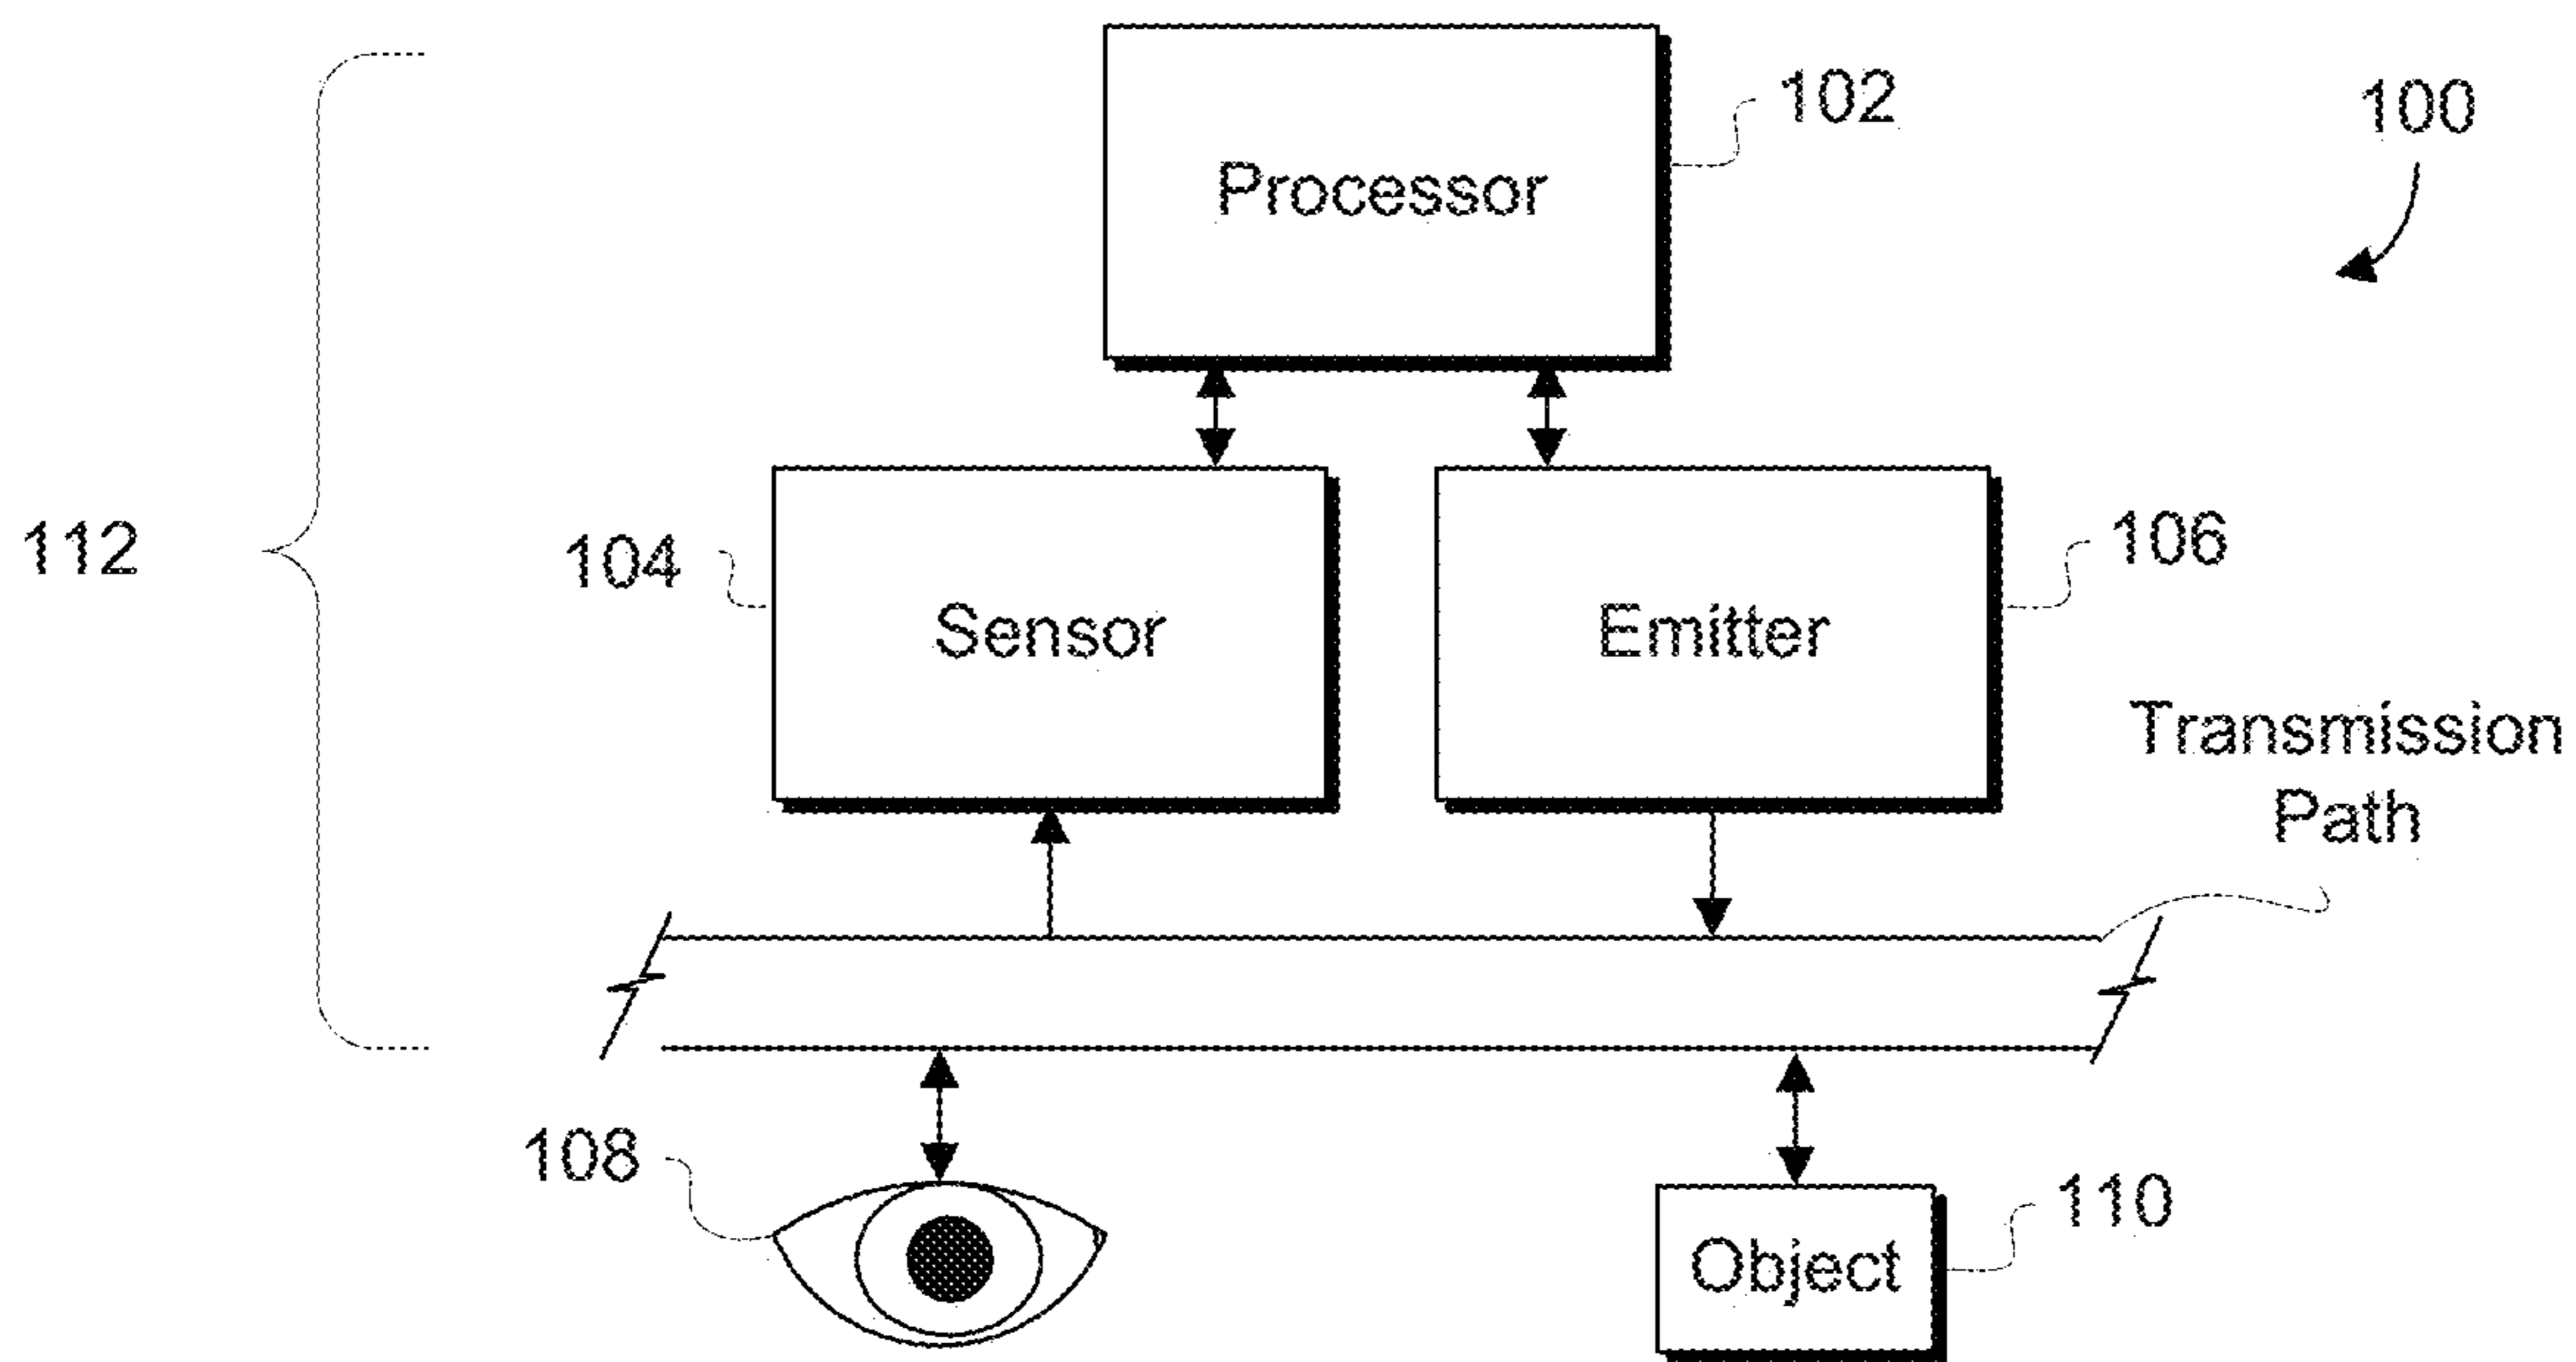 102
100
Processor
112
104
106
Sensor
Emitter
Transmission
Path
108
110
Object